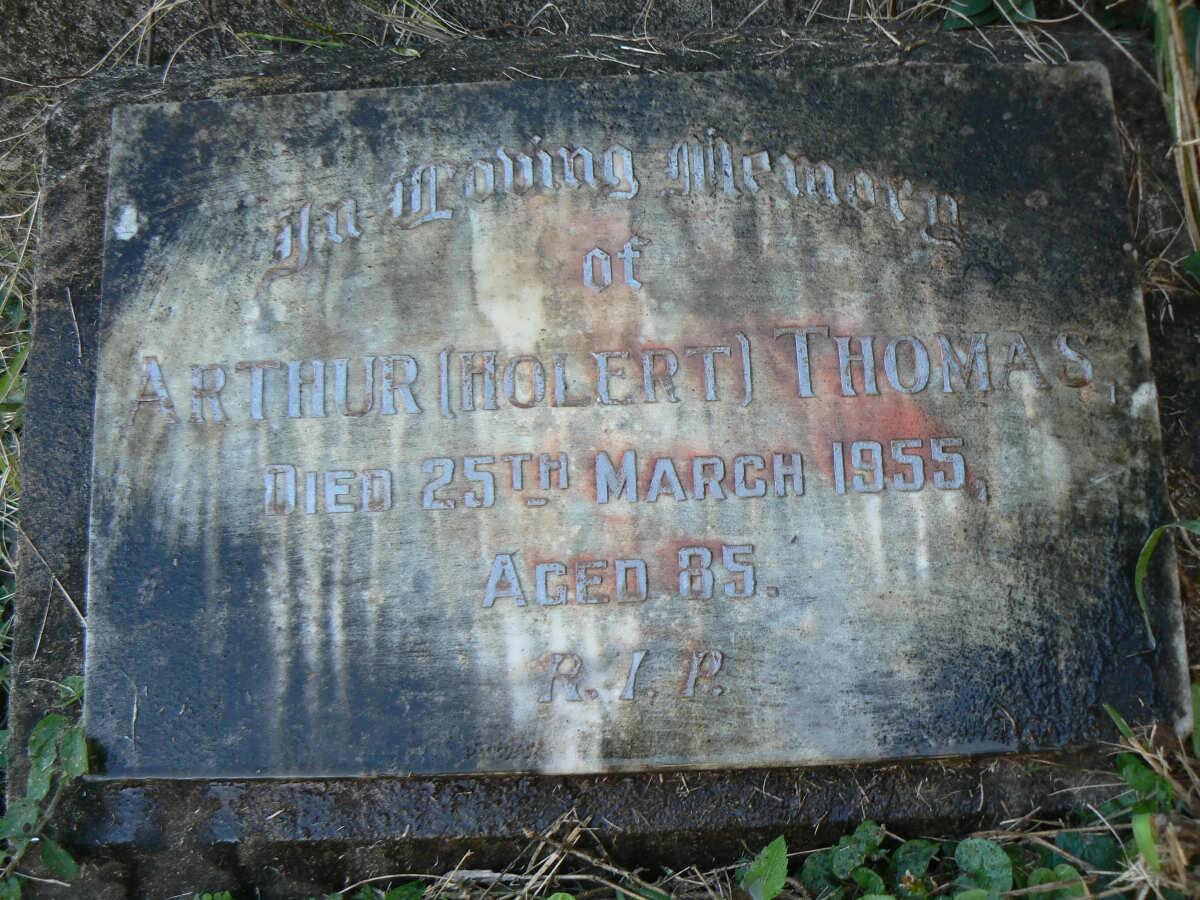 In Loving Memory
of
ARTHUR (HOLERT) THOMAS,
DIED 25TH MARCH 1955,
AGED 85.
R.I.P.